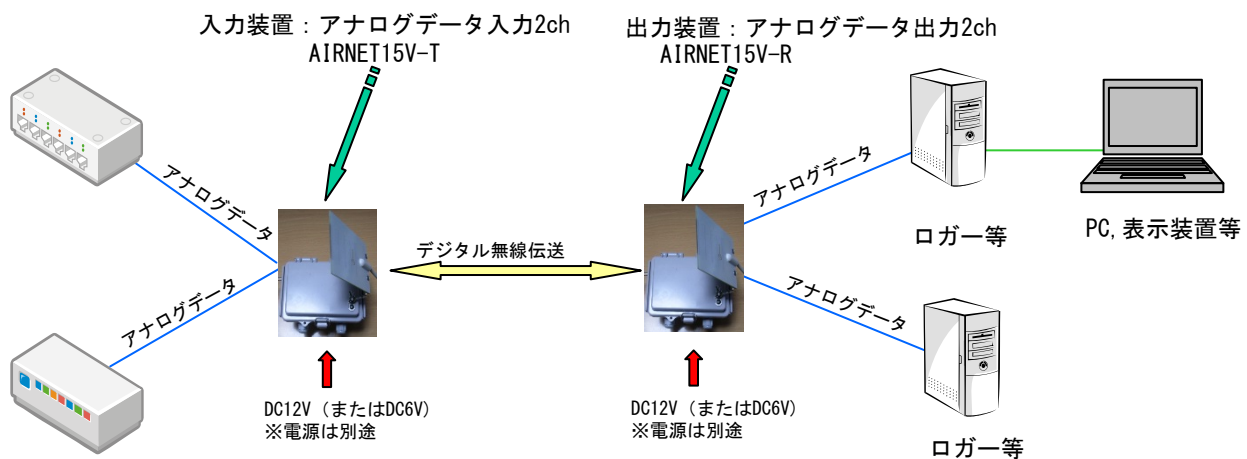 入力装置：アナログデータ入力2ch
AIRNET15V-T
出力装置：アナログデータ出力2ch
AIRNET15V-R
アナログデータ
アナログデータ
デジタル無線伝送
アナログデータ
アナログデータ
ロガー等
PC,表示装置等
DC12V（またはDC6V）
※電源は別途
DC12V（またはDC6V）
※電源は別途
ロガー等